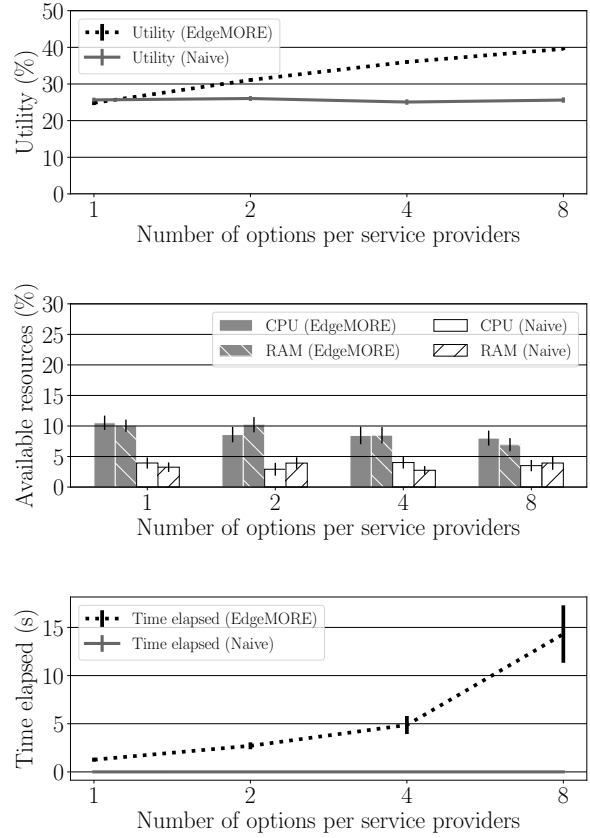 Utility (%)
50
40
30
20
10
0
Utility (EdgeMORE)
Utility (Naive)
1 2 4 8
Number of options per service providers
Available resources (%)
30
25
20
15
10
5
0
CPU (EdgeMORE) CPU (Naive)
RAM (EdgeMORE) RAM (Naive)
1 2 4 8
Number of options per service providers
Time elapsed (s)
15
10
5
0
Time elapsed (EdgeMORE)
Time elapsed (Naive)
1 2 4 8
Number of options per service providers